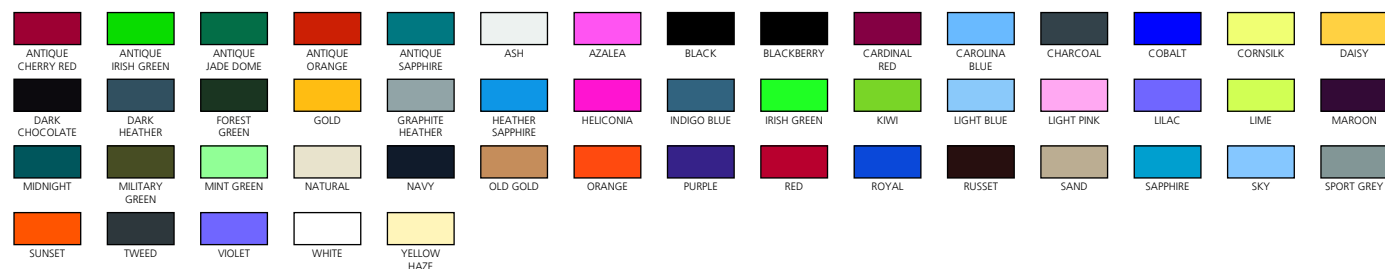 ANTIQUE CHERRY RED
ANTIQUE IRISH GREEN
ANTIQUE JADE DOME
ANTIQUE ORANGE
ANTIQUE SAPPHIRE
ASH
AZALEA
BLACK
BLACKBERRY
CARDINAL RED
CAROLINA BLUE
CHARCOAL
COBALT
CORNSILK
DAISY
DARK CHOCOLATE
DARK HEATHER
FOREST GREEN
GOLD
GRAPHITE HEATHER
HEATHER SAPPHIRE
HELICONIA
INDIGO BLUE
IRISH GREEN
KIWI
LIGHT BLUE
LIGHT PINK
LILAC
LIME
MAROON
MIDNIGHT
MILITARY GREEN
MINT GREEN
NATURAL
NAVY
OLD GOLD
ORANGE
PURPLE
RED
ROYAL
RUSSET
SAND
SAPPHIRE
SKY
SPORT GREY
SUNSET
TWEED
VIOLET
WHITE
YELLOW HAZE